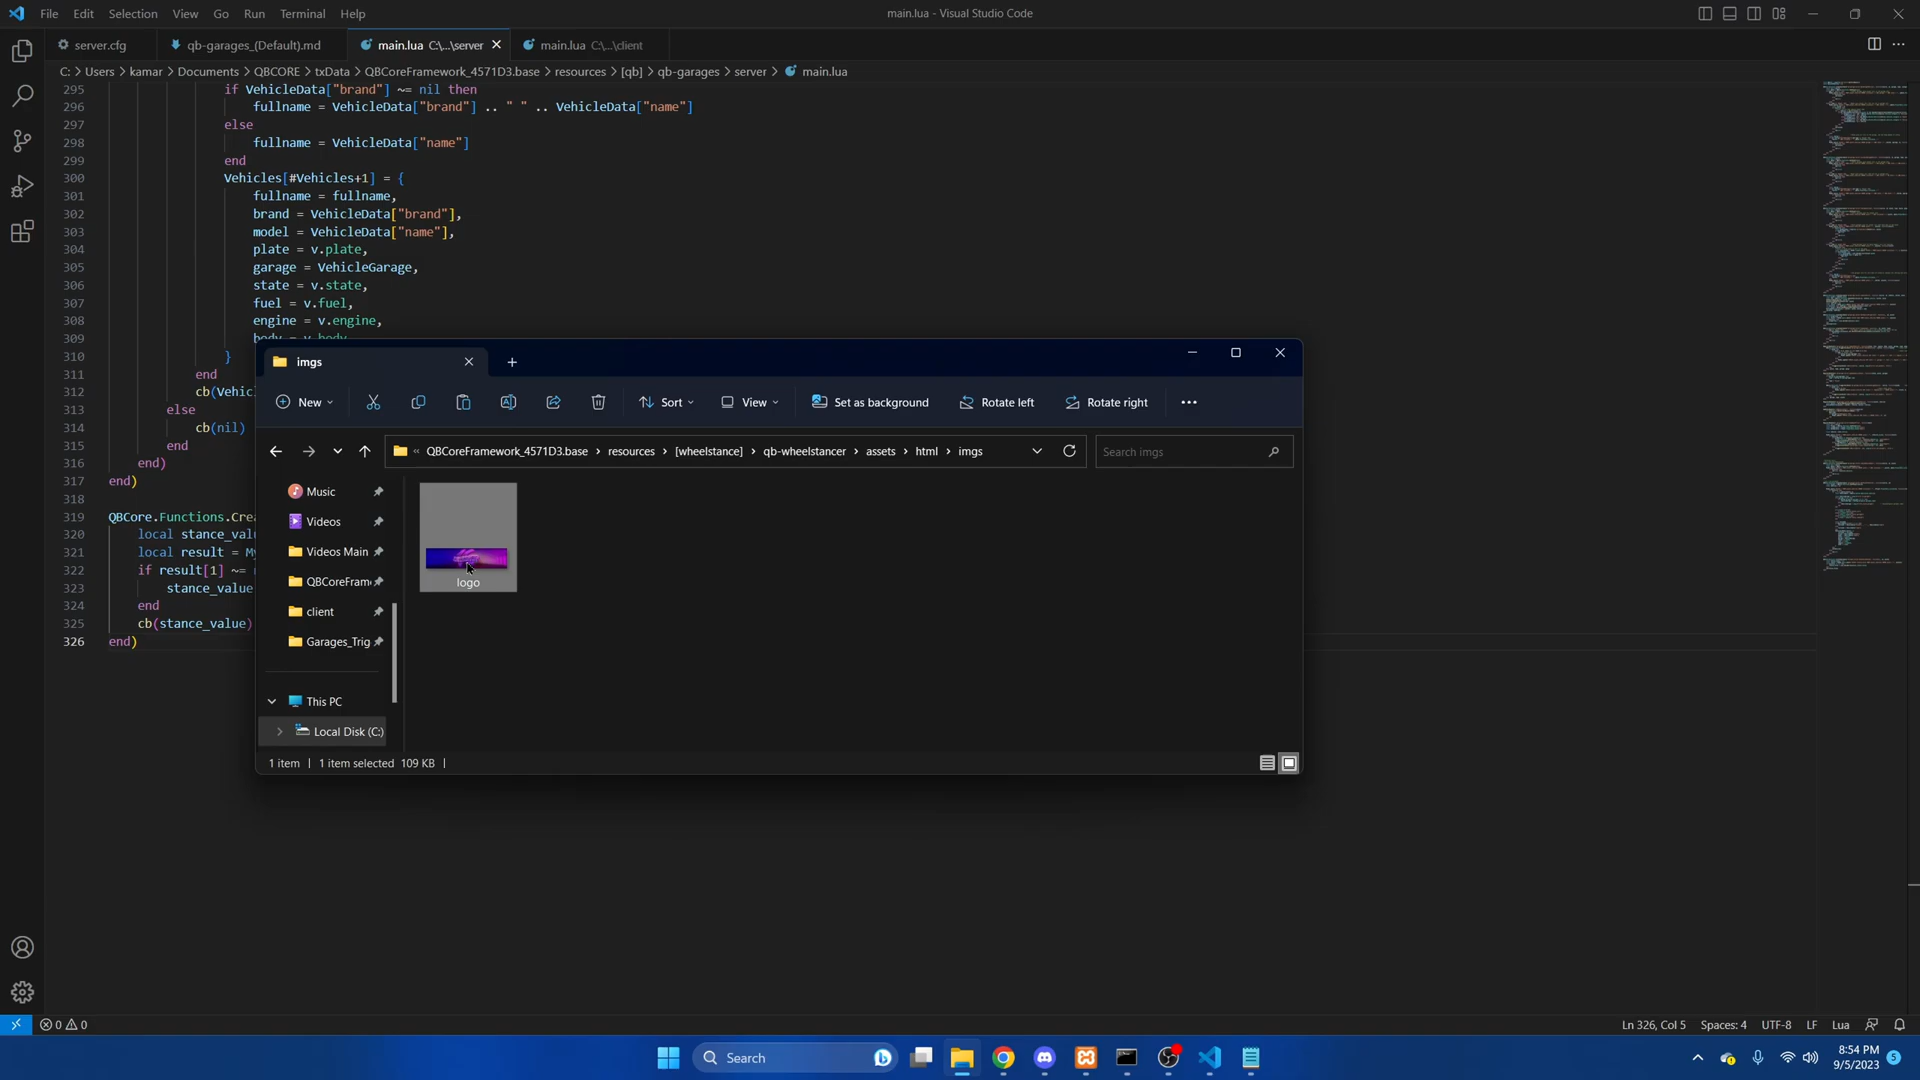 File Edit Selection View Go Run Terminal Help
main.lua - Visual Studio Code
server.cfg qb-garages_(Default).md main.lua C:\...\server main.lua C:\...\client
C: > Users > kamar > Documents > QBCORE > txData > QBCoreFramework_4571D3.base > resources > [qb] > qb-garages > server > main.lua
295 if VehicleData["brand"] ~= nil then
296 fullname = VehicleData["brand"] .. " " .. VehicleData["name"]
297 else
298 fullname = VehicleData["name"]
299 end
300 Vehicles[#Vehicles+1] = {
301 fullname = fullname,
302 brand = VehicleData["brand"],
303 model = VehicleData["name"],
304 plate = v.plate,
305 garage = VehicleGarage,
306 state = v.state,
307 fuel = v.fuel,
308 engine = v.engine,
309 body = v.body
310 }
311 end
312 cb(Vehicl
313 else
314 cb(nil)
315 end
316 end)
317 end)
318
319 QBCore.Functions.Crea
320 local stance_valu
321 local result = My
322 if result[1] ~= n
323 stance_value
324 end
325 cb(stance_value)
326 end)
imgs
New Sort View Set as background Rotate left Rotate right
« QBCoreFramework_4571D3.base > resources > [wheelstance] > qb-wheelstancer > assets > html > imgs
Search imgs
Music
Videos
Videos Main
QBCoreFram
client
Garages_Trig
This PC
Local Disk (C:)
logo
1 item | 1 item selected 109 KB |
0 0
Ln 326, Col 5 Spaces: 4 UTF-8 LF Lua
Search
8:54 PM
9/5/2023
5